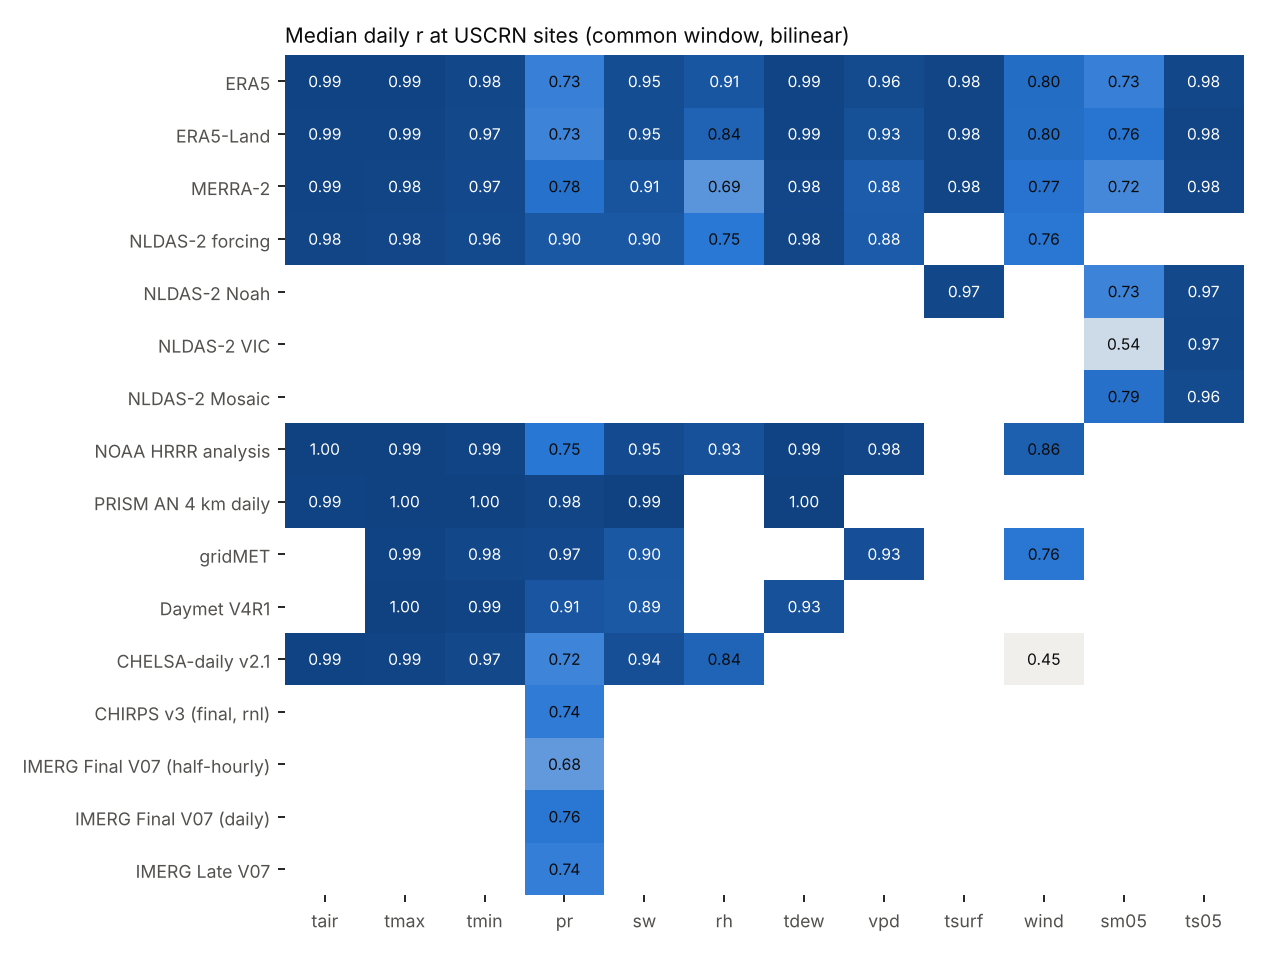 Median daily r at USCRN sites (common window, bilinear)
ERA5 0.99 0.99 0.98 0.73 0.95 0.91 0.99 0.96 0.98 0.80 0.73 0.98
ERA5-Land 0.99 0.99 0.97 0.73 0.95 0.84 0.99 0.93 0.98 0.80 0.76 0.98
MERRA-2 0.99 0.98 0.97 0.78 0.91 0.69 0.98 0.88 0.98 0.77 0.72 0.98
NLDAS-2 forcing 0.98 0.98 0.96 0.90 0.90 0.75 0.98 0.88 0.76
NLDAS-2 Noah 0.97 0.73 0.97
NLDAS-2 VIC 0.54 0.97
NLDAS-2 Mosaic 0.79 0.96
NOAA HRRR analysis 1.00 0.99 0.99 0.75 0.95 0.93 0.99 0.98 0.86
PRISM AN 4 km daily 0.99 1.00 1.00 0.98 0.99 1.00
gridMET 0.99 0.98 0.97 0.90 0.93 0.76
Daymet V4R1 1.00 0.99 0.91 0.89 0.93
CHELSA-daily v2.1 0.99 0.99 0.97 0.72 0.94 0.84 0.45
CHIRPS v3 (final, rnl) 0.74
IMERG Final V07 (half-hourly) 0.68
IMERG Final V07 (daily) 0.76
IMERG Late V07 0.74
tair tmax tmin pr sw rh tdew vpd tsurf wind sm05 ts05